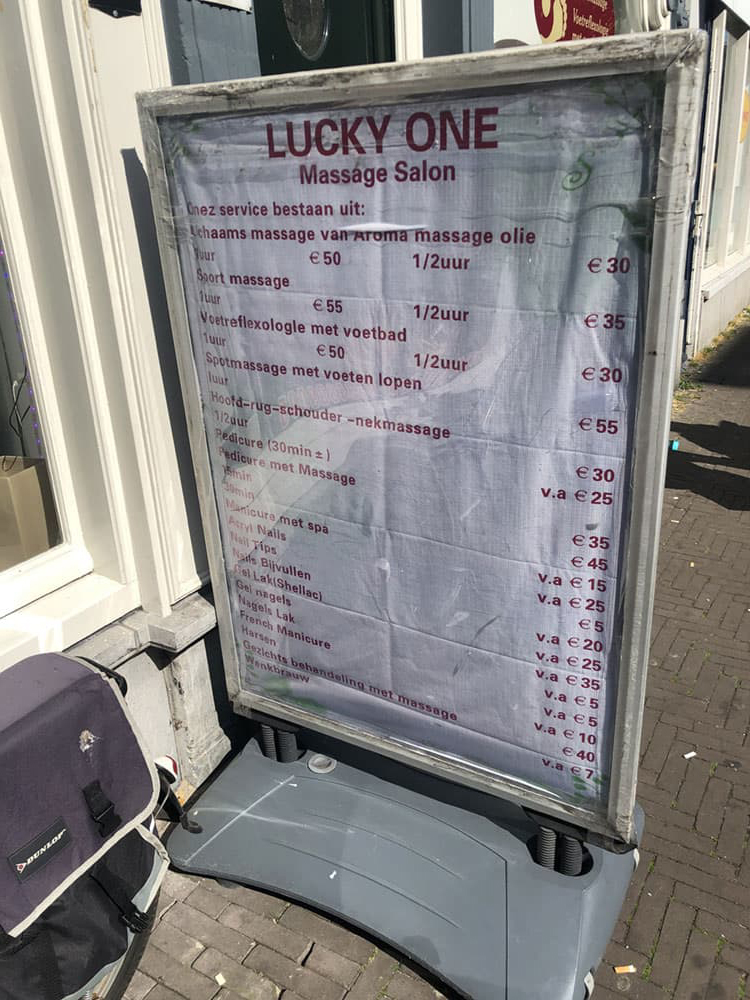 Voetreflexologie
LUCKY ONE
Massage Salon
Onez service bestaan uit:
Lichaams massage van Aroma massage olie
1uur €50 1/2uur €30
Sport massage
1uur €55 1/2uur €35
Voetreflexologle met voetbad
1uur €50 1/2uur €30
Spotmassage met voeten lopen
1uur €55
Hoofd-rug-schouder -nekmassage
1/2uur €30
Pedicure (30min ±) v.a €25
Pedicure met Massage
15min €35
30min €45
Manicure met spa v.a €15
Acryl Nails v.a €25
Nail Tips €5
Nails Bijvullen v.a €20
Gel Lak(Shellac) v.a €25
Gel nagels v.a €35
Nagels Lak v.a €5
French Manicure v.a €5
Harsen v.a €10
Gezichts behandeling met massage €40
Wenkbrauw v.a €7
DUNLOP